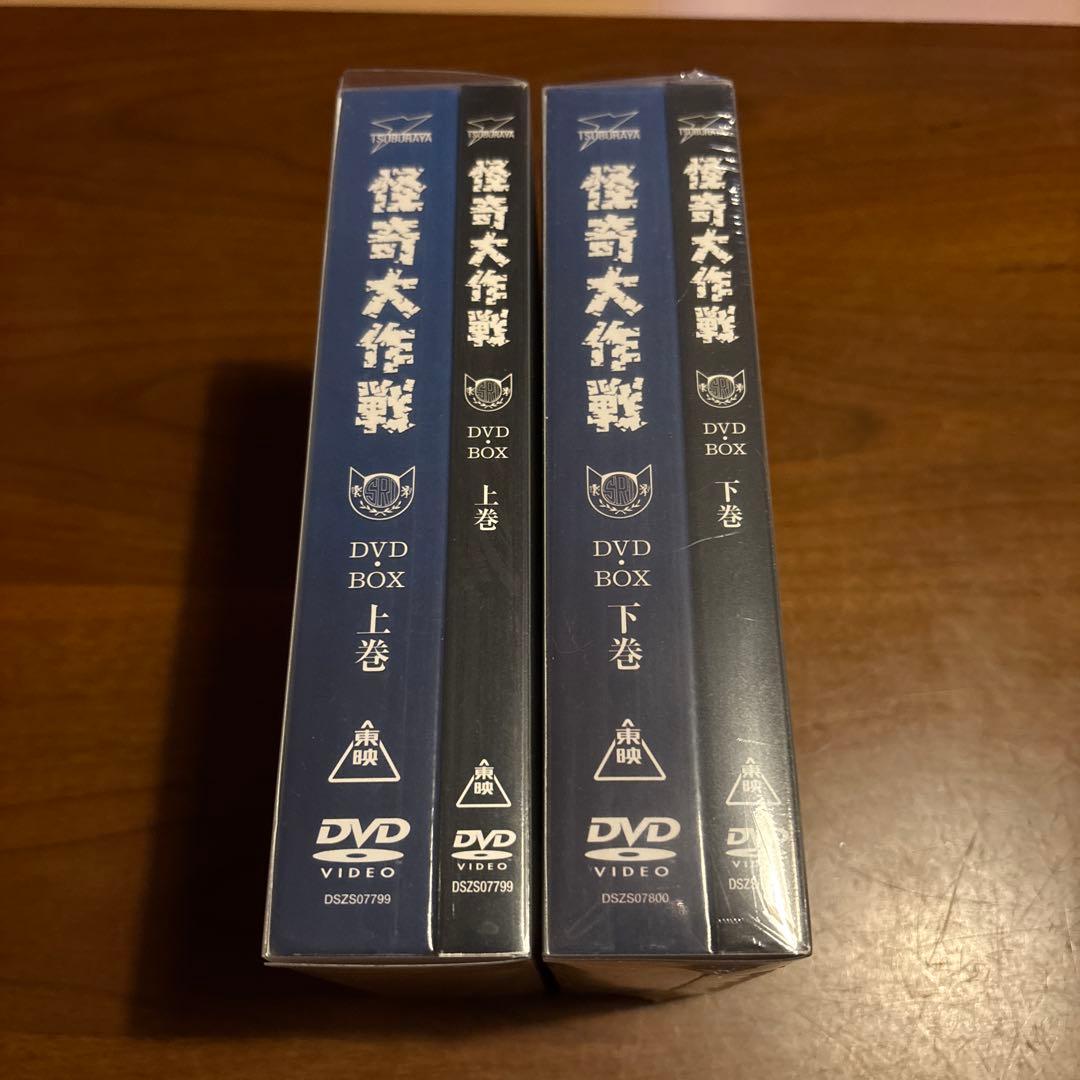 TSUBURAYA
怪奇大作戦
SRI
DVD
・BOX
上巻
東映
DVD
VIDEO
DSZS07799
TSUBURAYA
怪奇大作戦
SRI
DVD
・BOX
上巻
東映
DVD
VIDEO
DSZS07799
TSUBURAYA
怪奇大作戦
SRI
DVD
・BOX
下巻
東映
DVD
VIDEO
DSZS07800
TSUBURAYA
怪奇大作戦
SRI
DVD
・BOX
下巻
東映
DVD
VIDEO